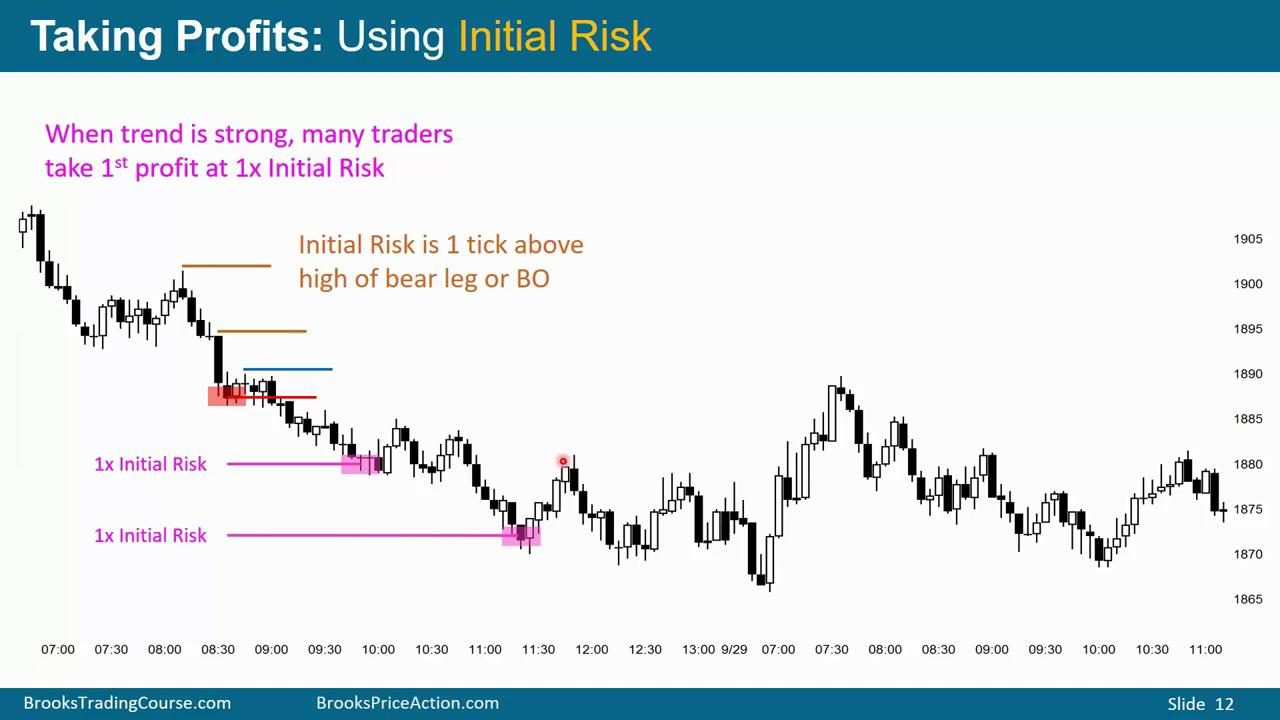 Taking Profits: Using Initial Risk
When trend is strong, many traders
take 1st profit at 1x Initial Risk
Initial Risk is 1 tick above
high of bear leg or BO
1x Initial Risk
1x Initial Risk
1905
1900
1895
1890
1885
1880
1875
1870
1865
07:00 07:30 08:00 08:30 09:00 09:30 10:00 10:30 11:00 11:30 12:00 12:30 13:00 9/29 07:00 07:30 08:00 08:30 09:00 09:30 10:00 10:30 11:00
BrooksTradingCourse.com BrooksPriceAction.com Slide 12